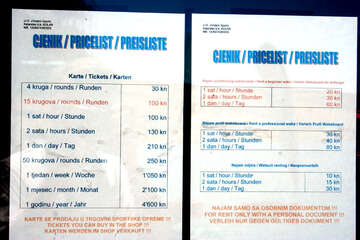 CJENIK / PRICELIST / PREISLISTE
Karte / Tickets / Karten
4 kruga / rounds / Runden 30 kn
15 krugova / rounds / Runden 100 kn
1 sat / hour / Stunde 100 kn
2 sata / hours / Stunden 130 kn
1 dan / day / Tag 210 kn
50 krugova / rounds / Runden 250 kn
1 tjedan / week / Woche 1'050 kn
1 mjesec / month / Monat 2'100 kn
1 godinu / year / Jahr 4'690 kn
KARTE SE PRODAJU U TRGOVINI SPORTSKE OPREME !!!
TICKETS YOU CAN BUY IN THE SHOP !!!
KARTEN WERDEN IM SHOP VERKAUFT !!!
CJENIK / PRICELIST / PREISLISTE
1 sat / hour / Stunde
2 sata / hours / Stunden 30 kn
1 dan / day / Tag 60 kn
1 sat / hour / Stunde 30 kn
2 sata / hours / Stunden 40 kn
1 dan / day / Tag 80 kn
1 sat / hour / Stunde 10 kn
2 sata / hours / Stunden 15 kn
1 dan / day / Tag 30 kn
NAJAM SAMO SA OSOBNIM DOKUMENTOM !!!
FOR RENT ONLY WITH A PERSONAL DOCUMENT !!!
VERLEIH NUR GEGEN GÜLTIGES DOKUMENT !!!